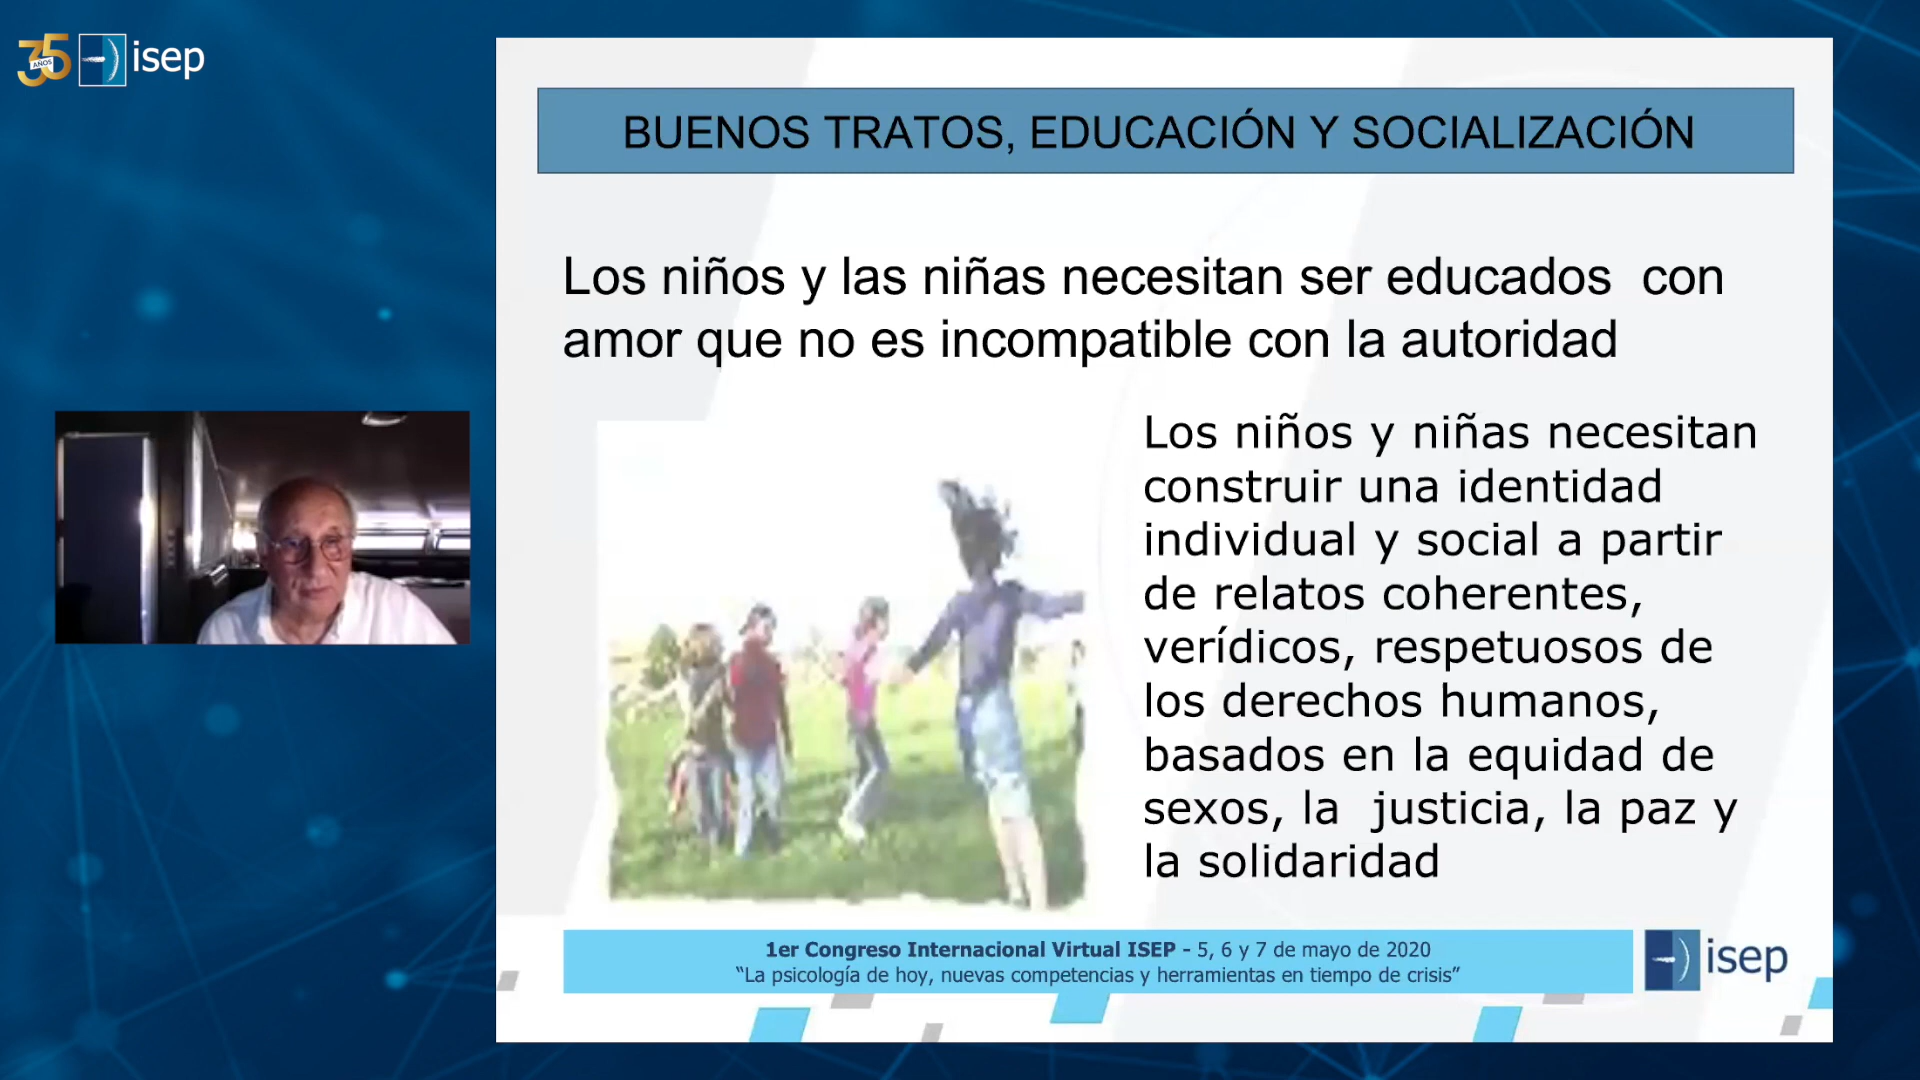 35
AÑOS
isep
BUENOS TRATOS, EDUCACIÓN Y SOCIALIZACIÓN
Los niños y las niñas necesitan ser educados  con
amor que no es incompatible con la autoridad
Los niños y niñas necesitan
construir una identidad
individual y social a partir
de relatos coherentes,
verídicos, respetuosos de
los derechos humanos,
basados en la equidad de
sexos, la  justicia, la paz y
la solidaridad
1er Congreso Internacional Virtual ISEP - 5, 6 y 7 de mayo de 2020
“La psicología de hoy, nuevas competencias y herramientas en tiempo de crisis”
isep